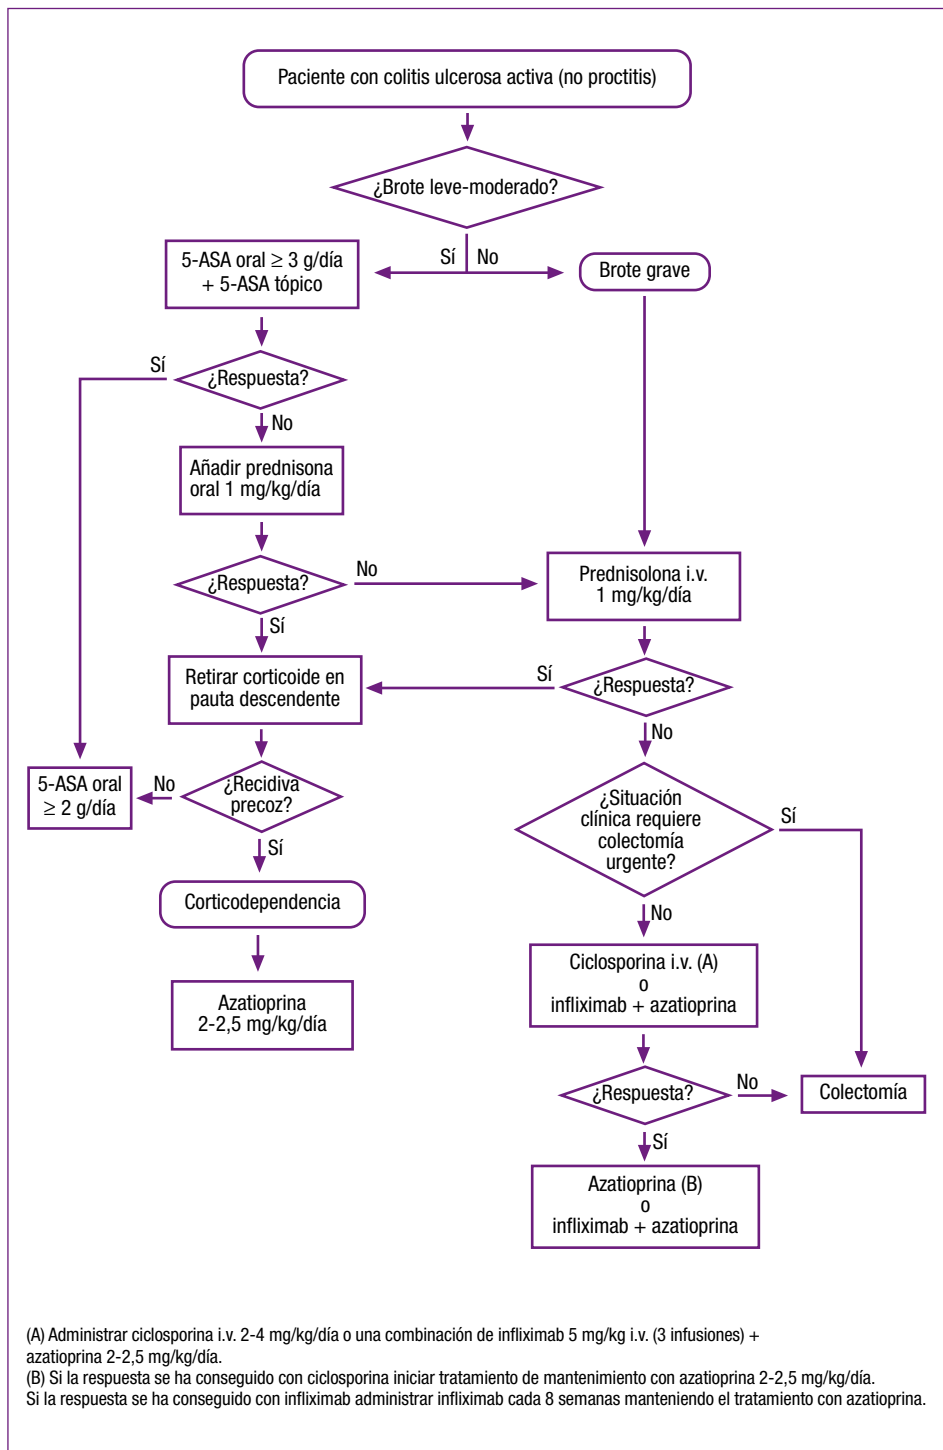 Paciente con colitis ulcerosa activa (no proctitis)
¿Brote leve-moderado?
Sí
No
5-ASA oral ≥ 3 g/día
+ 5-ASA tópico
Brote grave
Sí
¿Respuesta?
No
Añadir prednisona
oral 1 mg/kg/día
¿Respuesta?
No
Prednisolona i.v.
1 mg/kg/día
Sí
Retirar corticoide en
pauta descendente
Sí
¿Respuesta?
No
5-ASA oral
≥ 2 g/día
No
¿Recidiva
precoz?
¿Situación
clínica requiere
colectomía
urgente?
Sí
Sí
Corticodependencia
No
Azatioprina
2-2,5 mg/kg/día
Ciclosporina i.v. (A)
o
infliximab + azatioprina
¿Respuesta?
No
Colectomía
Sí
Azatioprina (B)
o
infliximab + azatioprina
(A) Administrar ciclosporina i.v. 2-4 mg/kg/día o una combinación de infliximab 5 mg/kg i.v. (3 infusiones) +
azatioprina 2-2,5 mg/kg/día.
(B) Si la respuesta se ha conseguido con ciclosporina iniciar tratamiento de mantenimiento con azatioprina 2-2,5 mg/kg/día.
Si la respuesta se ha conseguido con infliximab administrar infliximab cada 8 semanas manteniendo el tratamiento con azatioprina.